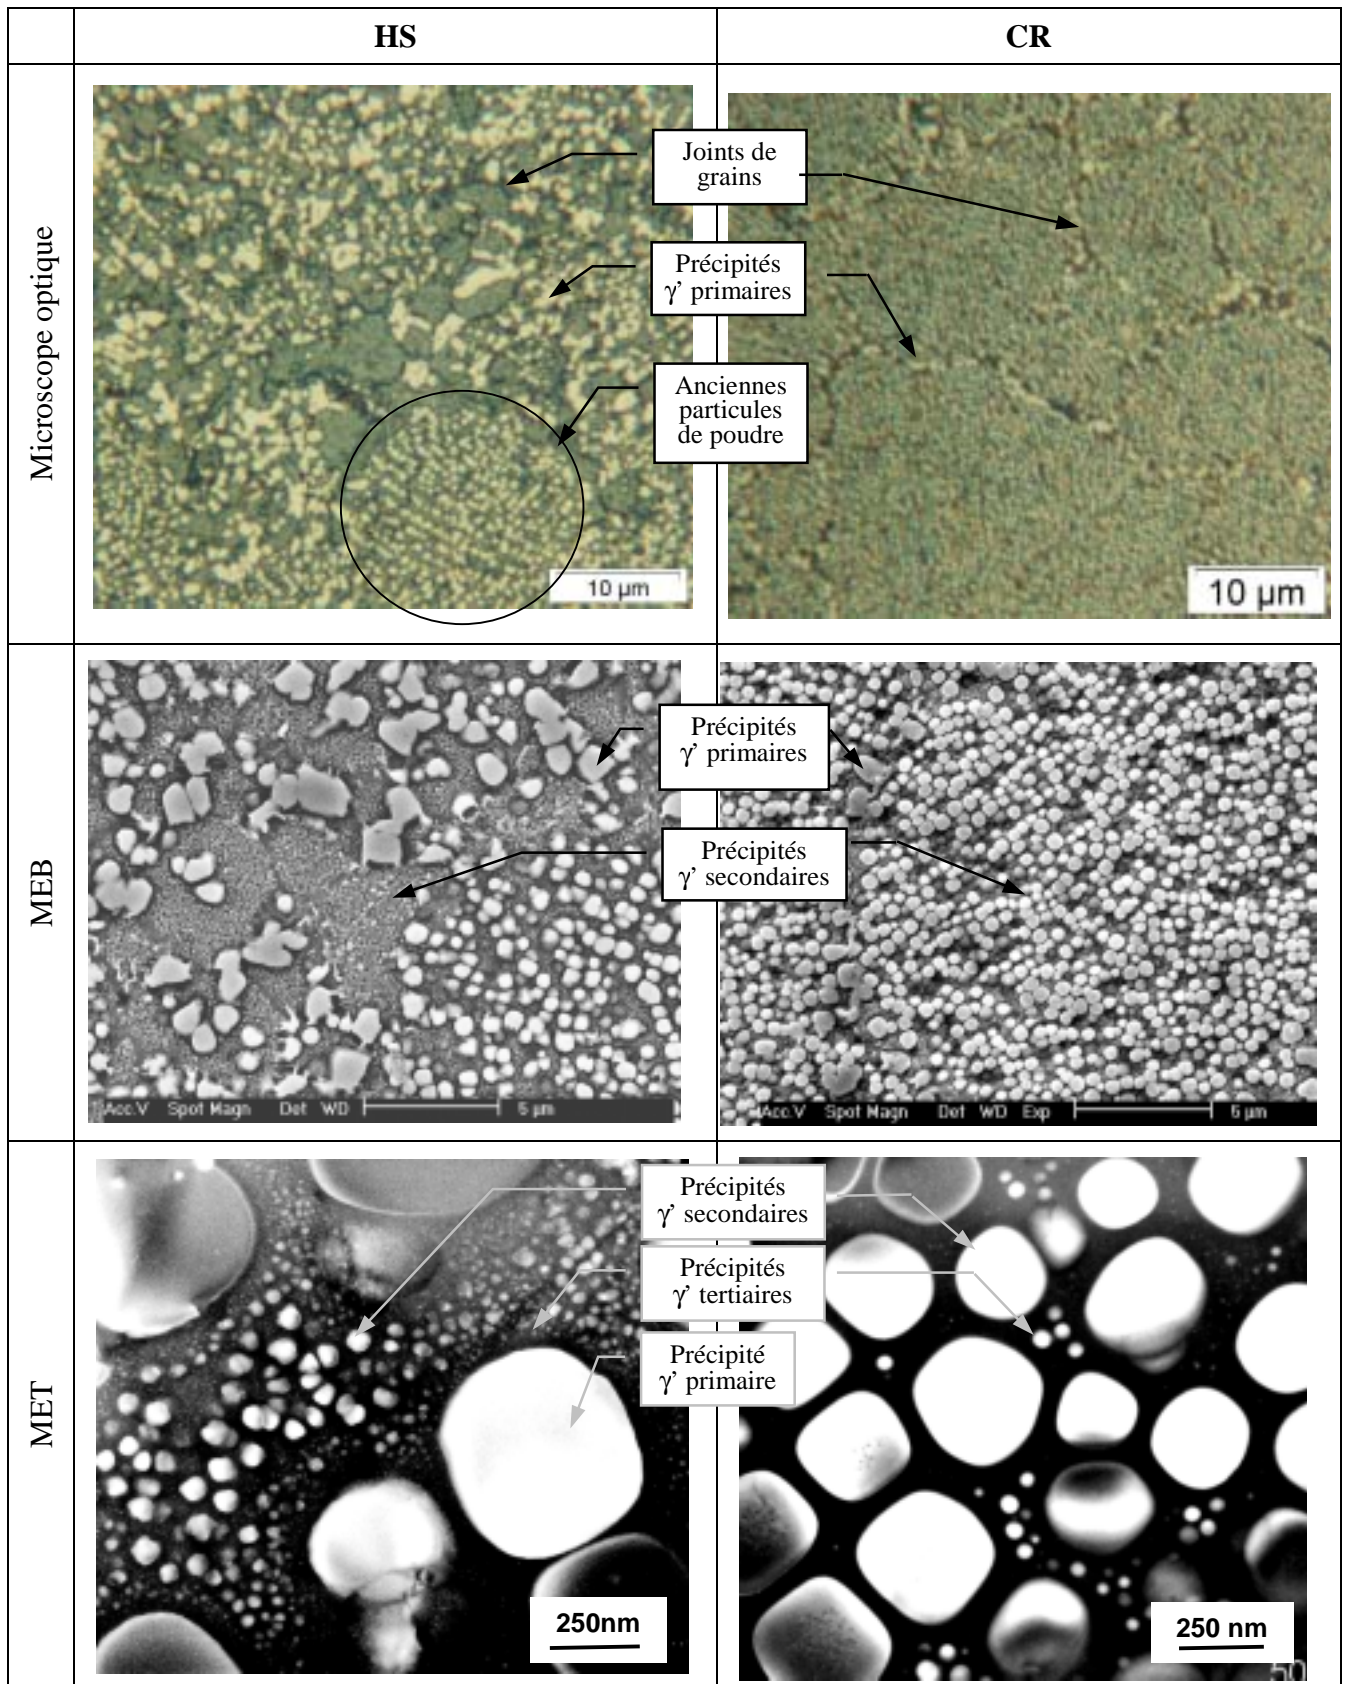 HS
CR
Microscope optique
Joints de
grains
Précipités
γ’ primaires
Anciennes
particules
de poudre
10 µm
10 µm
MEB
Précipités
γ’ primaires
Précipités
γ’ secondaires
Acc.V Spot Magn Det WD 5 µm
Acc.V Spot Magn Det WD Exp 5 µm
MET
Précipités
γ’ secondaires
Précipités
γ’ tertiaires
Précipité
γ’ primaire
250nm
250 nm
50